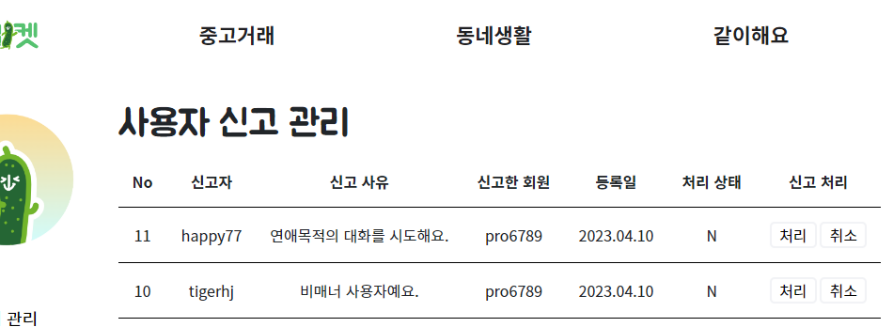 켓 중고거래 동네생활 같이해요
사용자 신고 관리
No 신고자 신고 사유 신고한 회원 등록일 처리 상태 신고 처리
11 happy77 연애목적의 대화를 시도해요. pro6789 2023.04.10 N 처리 취소
10 tigerhj 비매너 사용자예요. pro6789 2023.04.10 N 처리 취소
관리